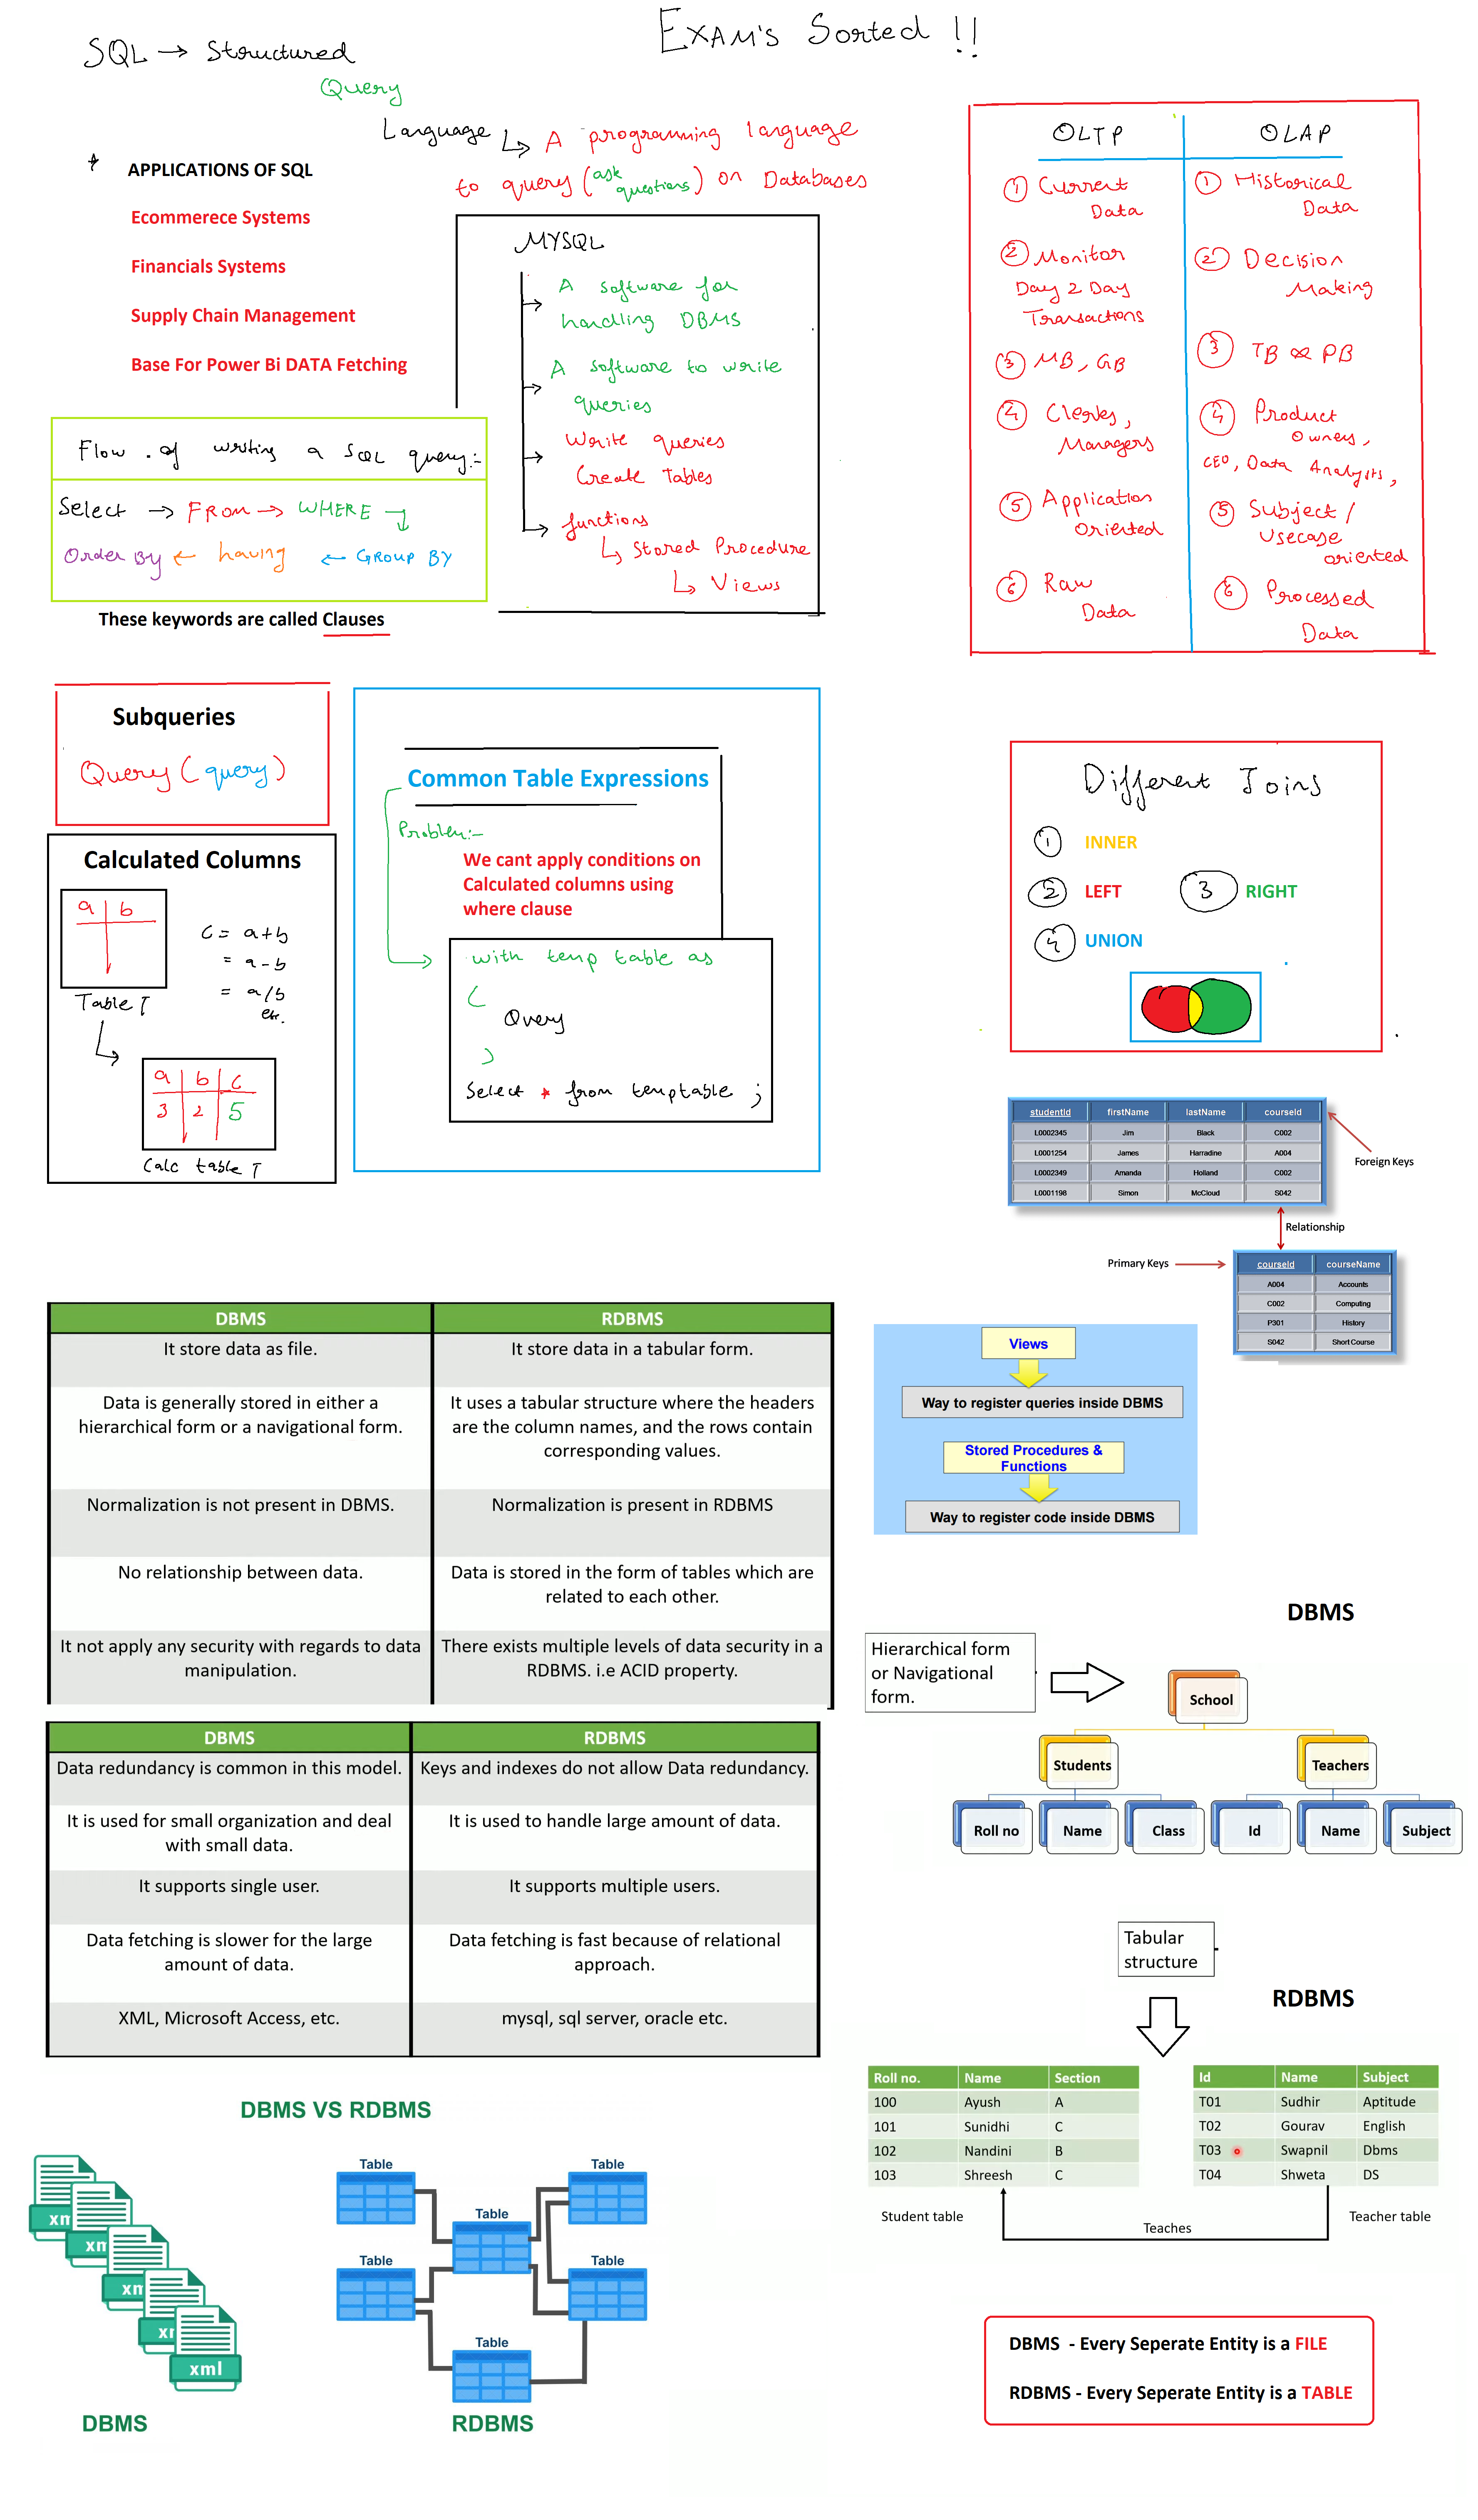 EXAM'S Sorted !!
SQL → Structured
Query
Language ↳ A programming language
to query (ask questions) on Databases
APPLICATIONS OF SQL
Ecommerece Systems
Financials Systems
Supply Chain Management
Base For Power Bi DATA Fetching
MYSQL
A software for
handling DBMS
A software to write
queries
Write queries
Create Tables
functions
↳ Stored Procedure
↳ Views
Flow of writing a SQL query:-
Select → FROM → WHERE
Order By ← having ← GROUP BY
These keywords are called Clauses
OLTP
① Current
Data
② Monitor
Day 2 Day
Transactions
③ MB, GB
④ Clerks,
Managers
⑤ Application
Oriented
⑥ Raw
Data
OLAP
① Historical
Data
② Decision
Making
③ TB PB
④ Product
Owners,
CEO, Data Analysts,
⑤ Subject /
Usecase
oriented
⑥ Processed
Data
Subqueries
Query (query)
Calculated Columns
a b
Table T
C = a+b
= a-b
= a/b
etc.
a b c
3 2 5
Calc table T
Common Table Expressions
Problem:-
We cant apply conditions on
Calculated columns using
where clause
with temp table as
(
Query
)
Select * from temptable ;
Different Joins
① INNER
② LEFT ③ RIGHT
④ UNION
studentId firstName lastName courseId
L0002345 Jim Black C002
L0001254 James Harradine A004
L0002349 Amanda Holland C002
L0001198 Simon McCloud S042
Foreign Keys
Relationship
Primary Keys
courseId courseName
A004 Accounts
C002 Computing
P301 History
S042 Short Course
DBMS RDBMS
It store data as file. It store data in a tabular form.
Data is generally stored in either a
hierarchical form or a navigational form.
It uses a tabular structure where the headers
are the column names, and the rows contain
corresponding values.
Normalization is not present in DBMS. Normalization is present in RDBMS
No relationship between data.
Data is stored in the form of tables which are
related to each other.
It not apply any security with regards to data
manipulation.
There exists multiple levels of data security in a
RDBMS. i.e ACID property.
Views
Way to register queries inside DBMS
Stored Procedures &
Functions
Way to register code inside DBMS
DBMS
Hierarchical form
or Navigational
form.
School
Students Teachers
Roll no Name Class Id Name Subject
DBMS RDBMS
Data redundancy is common in this model. Keys and indexes do not allow Data redundancy.
It is used for small organization and deal
with small data.
It is used to handle large amount of data.
It supports single user. It supports multiple users.
Data fetching is slower for the large
amount of data.
Data fetching is fast because of relational
approach.
XML, Microsoft Access, etc. mysql, sql server, oracle etc.
Tabular
structure
RDBMS
Roll no. Name Section
100 Ayush A
101 Sunidhi C
102 Nandini B
103 Shreesh C
Id Name Subject
T01 Sudhir Aptitude
T02 Gourav English
T03 Swapnil Dbms
T04 Shweta DS
Student table Teaches Teacher table
DBMS VS RDBMS
xm
xm
xm
xl
xml
DBMS
Table
Table
Table
Table
Table
Table
RDBMS
DBMS - Every Seperate Entity is a FILE
RDBMS - Every Seperate Entity is a TABLE